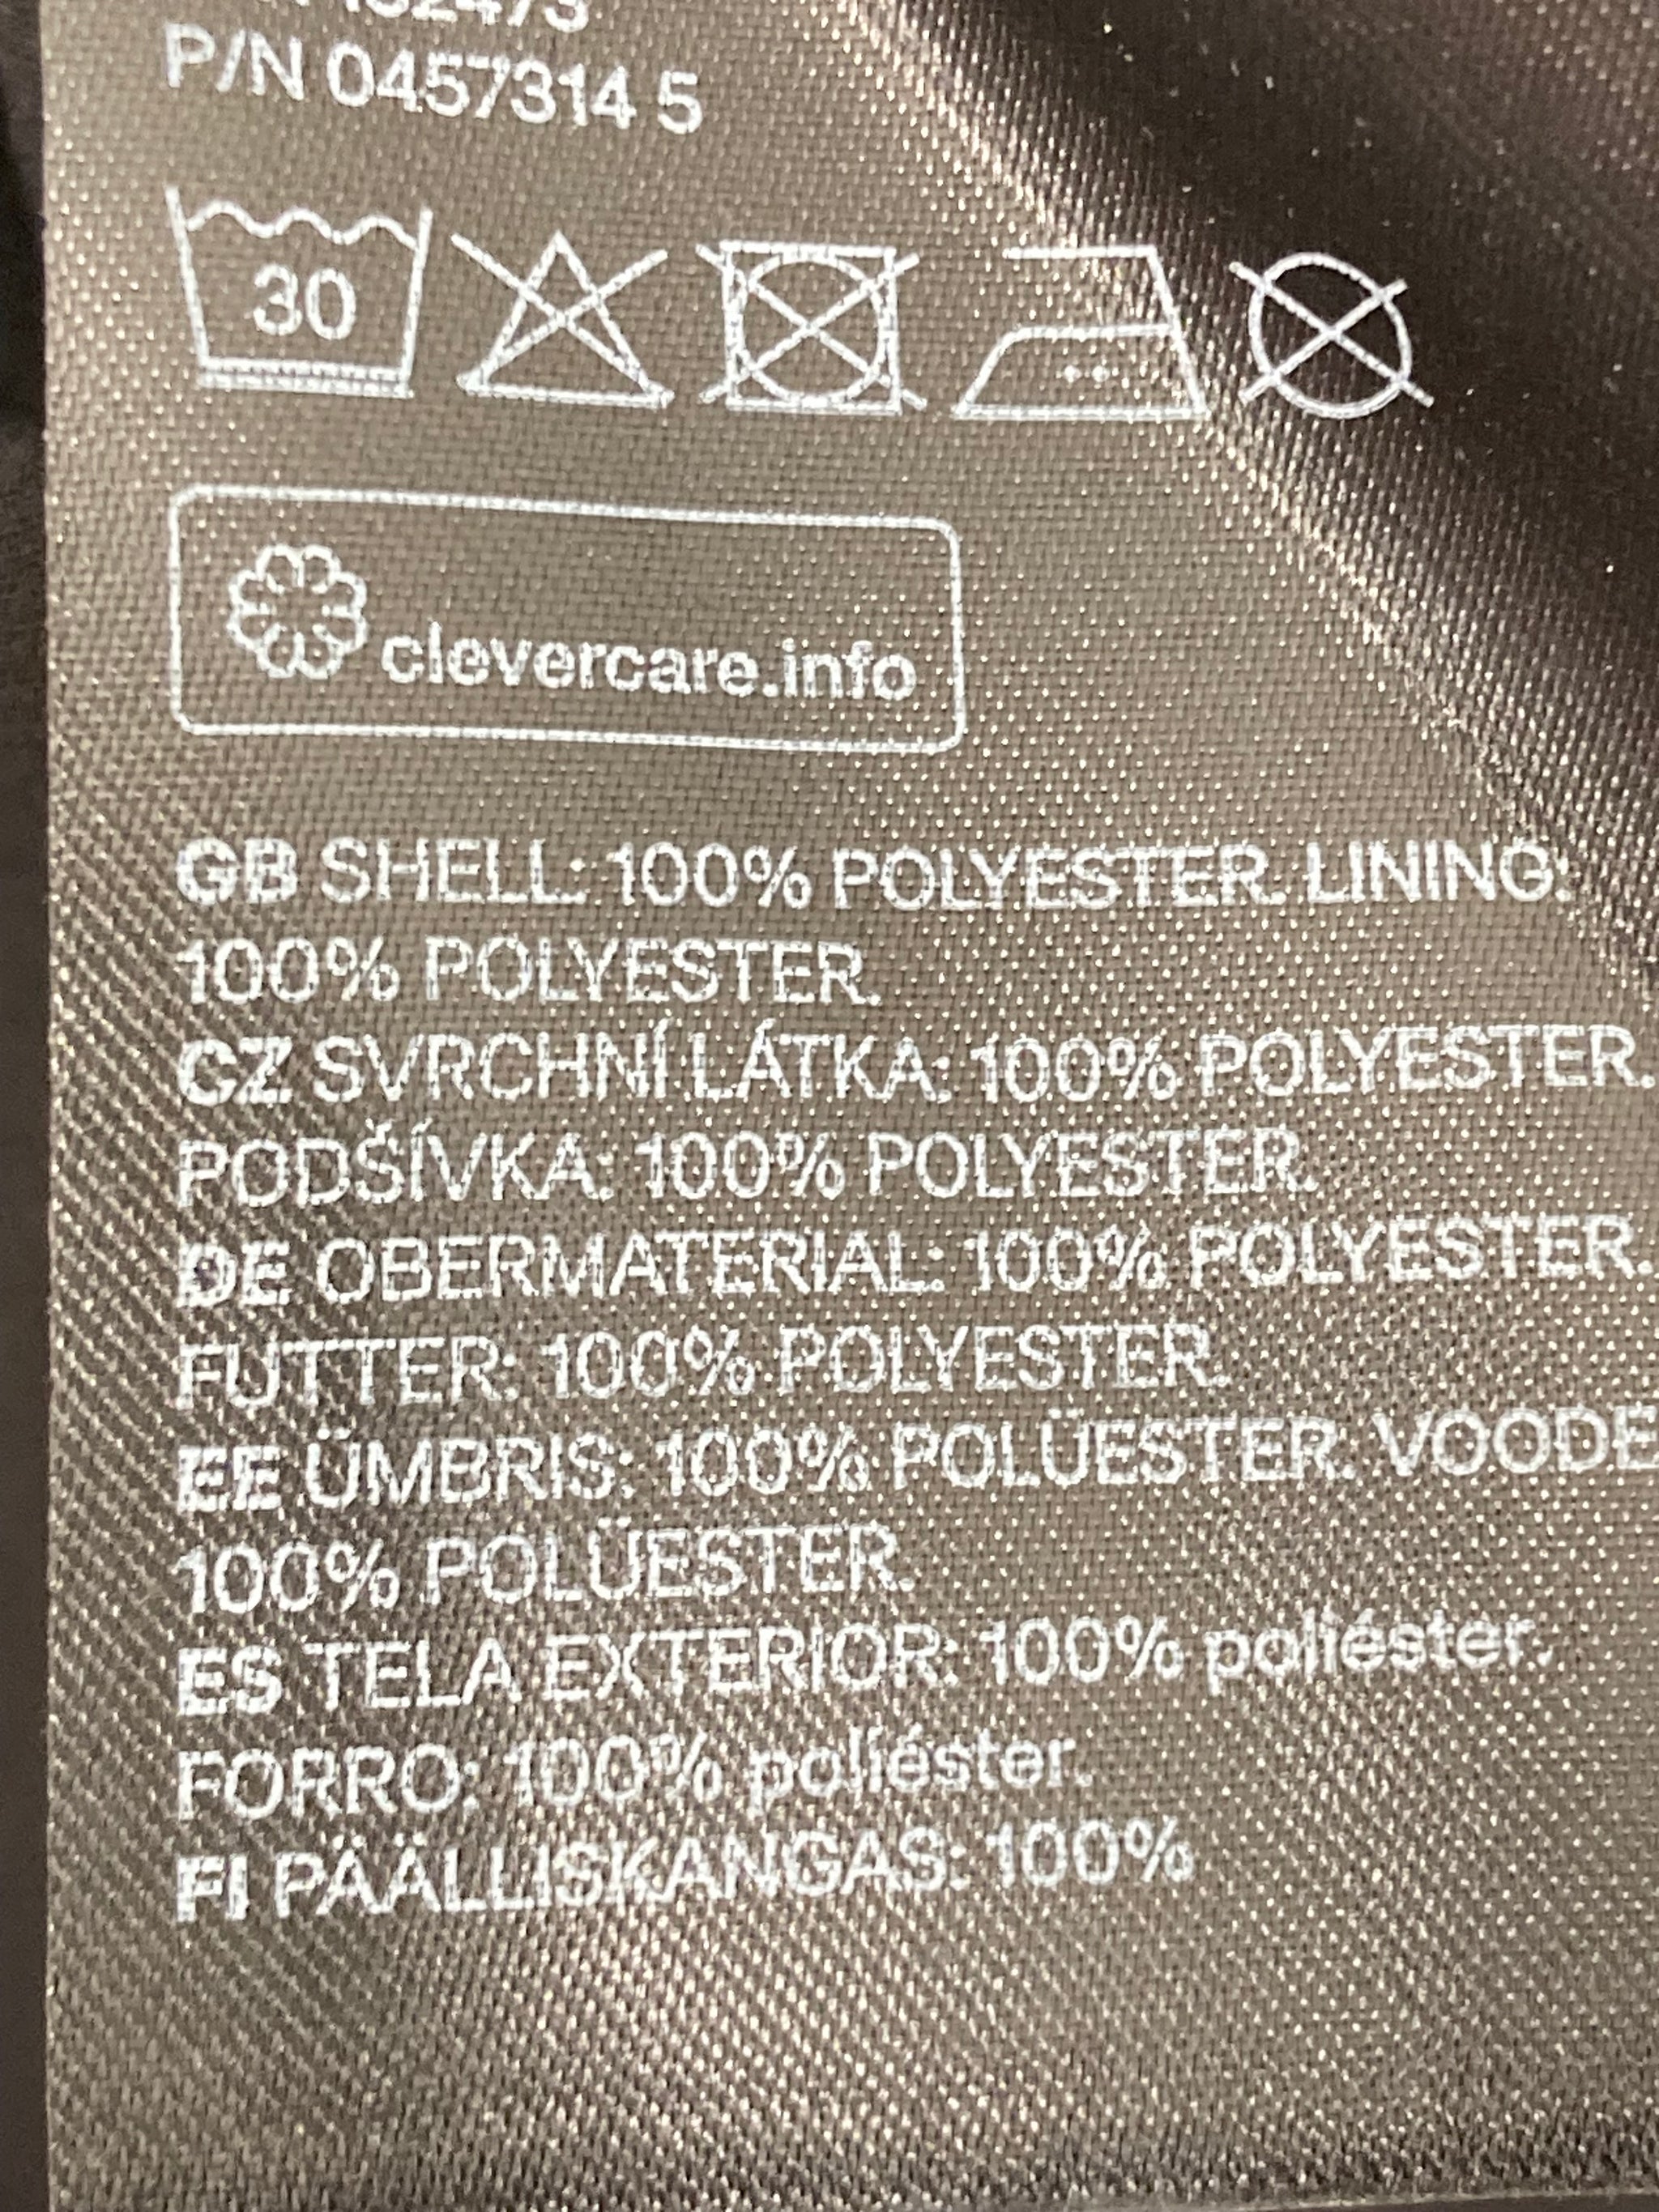 P/N 0457314 5
30
clevercare.info
GB SHELL: 100% POLYESTER. LINING:
100% POLYESTER.
CZ SVRCHNÍ LÁTKA: 100% POLYESTER.
PODŠÍVKA: 100% POLYESTER.
DE OBERMATERIAL: 100% POLYESTER.
FUTTER: 100% POLYESTER.
EE ÜMBRIS: 100% POLÜESTER. VOODE
100% POLÜESTER.
ES TELA EXTERIOR: 100% poliéster.
FORRO: 100% poliéster.
FI PÄÄLLISKANGAS: 100%